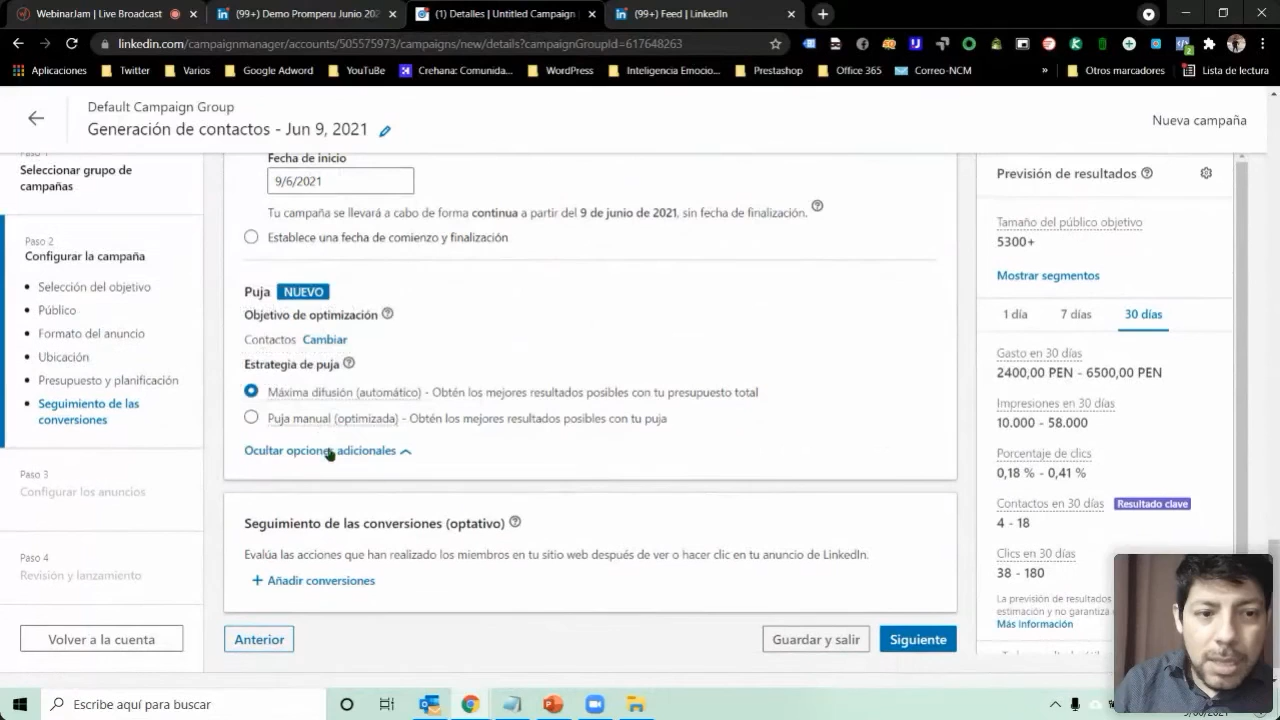 WebinarJam | Live Broadcast
(99+) Demo Promperu Junio 202
(1) Detalles | Untitled Campaign
(99+) Feed | LinkedIn
linkedin.com/campaignmanager/accounts/505575973/campaigns/new/details?campaignGroupId=617648263
Aplicaciones
Twitter
Varios
Google Adword
YouTube
Crehana: Comunida...
WordPress
Inteligencia Emocio...
Prestashop
Office 365
Correo-NCM
»
Otros marcadores
Lista de lectura
Default Campaign Group
Generación de contactos - Jun 9, 2021
Nueva campaña
Seleccionar grupo de
campañas
Paso 2
Configurar la campaña
Selección del objetivo
Público
Formato del anuncio
Ubicación
Presupuesto y planificación
Seguimiento de las
conversiones
Paso 3
Configurar los anuncios
Paso 4
Revisión y lanzamiento
Volver a la cuenta
Fecha de inicio
9/6/2021
Tu campaña se llevará a cabo de forma continua a partir del 9 de junio de 2021, sin fecha de finalización.
Establece una fecha de comienzo y finalización
Puja NUEVO
Objetivo de optimización
Contactos Cambiar
Estrategia de puja
Máxima difusión (automático) - Obtén los mejores resultados posibles con tu presupuesto total
Puja manual (optimizada) - Obtén los mejores resultados posibles con tu puja
Ocultar opciones adicionales
Seguimiento de las conversiones (optativo)
Evalúa las acciones que han realizado los miembros en tu sitio web después de ver o hacer clic en tu anuncio de LinkedIn.
+ Añadir conversiones
Anterior
Guardar y salir
Siguiente
Previsión de resultados
Tamaño del público objetivo
5300+
Mostrar segmentos
1 día
7 días
30 días
Gasto en 30 días
2400,00 PEN - 6500,00 PEN
Impresiones en 30 días
10.000 - 58.000
Porcentaje de clics
0,18 % - 0,41 %
Contactos en 30 días Resultado clave
4 - 18
Clics en 30 días
38 - 180
La previsión de resultados
estimación y no garantiza
Más información
Escribe aquí para buscar